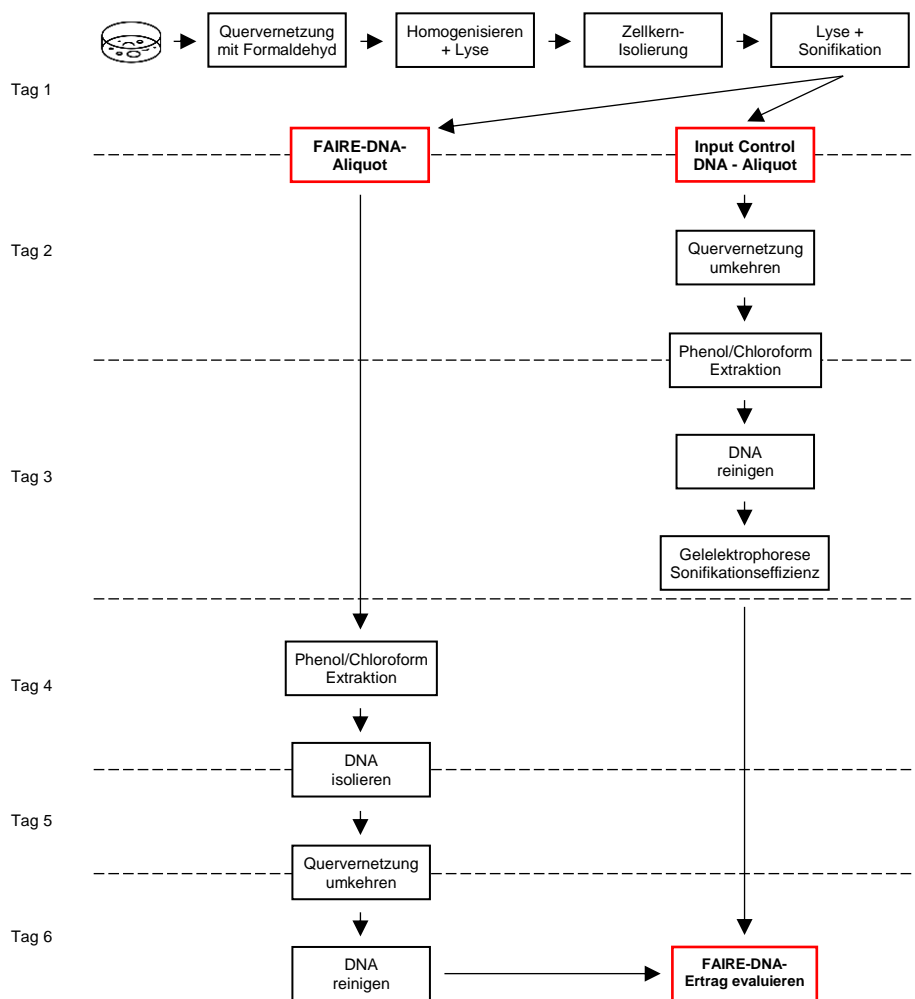 Quervernetzung
mit Formaldehyd
Homogenisieren
+ Lyse
Zellkern-
Isolierung
Lyse +
Sonifikation
Tag 1
FAIRE-DNA-
Aliquot
Input Control
DNA - Aliquot
Tag 2
Quervernetzung
umkehren
Phenol/Chloroform
Extraktion
Tag 3
DNA
reinigen
Gelelektrophorese
Sonifikationseffizienz
Tag 4
Phenol/Chloroform
Extraktion
DNA
isolieren
Tag 5
Quervernetzung
umkehren
Tag 6
DNA
reinigen
FAIRE-DNA-
Ertrag evaluieren